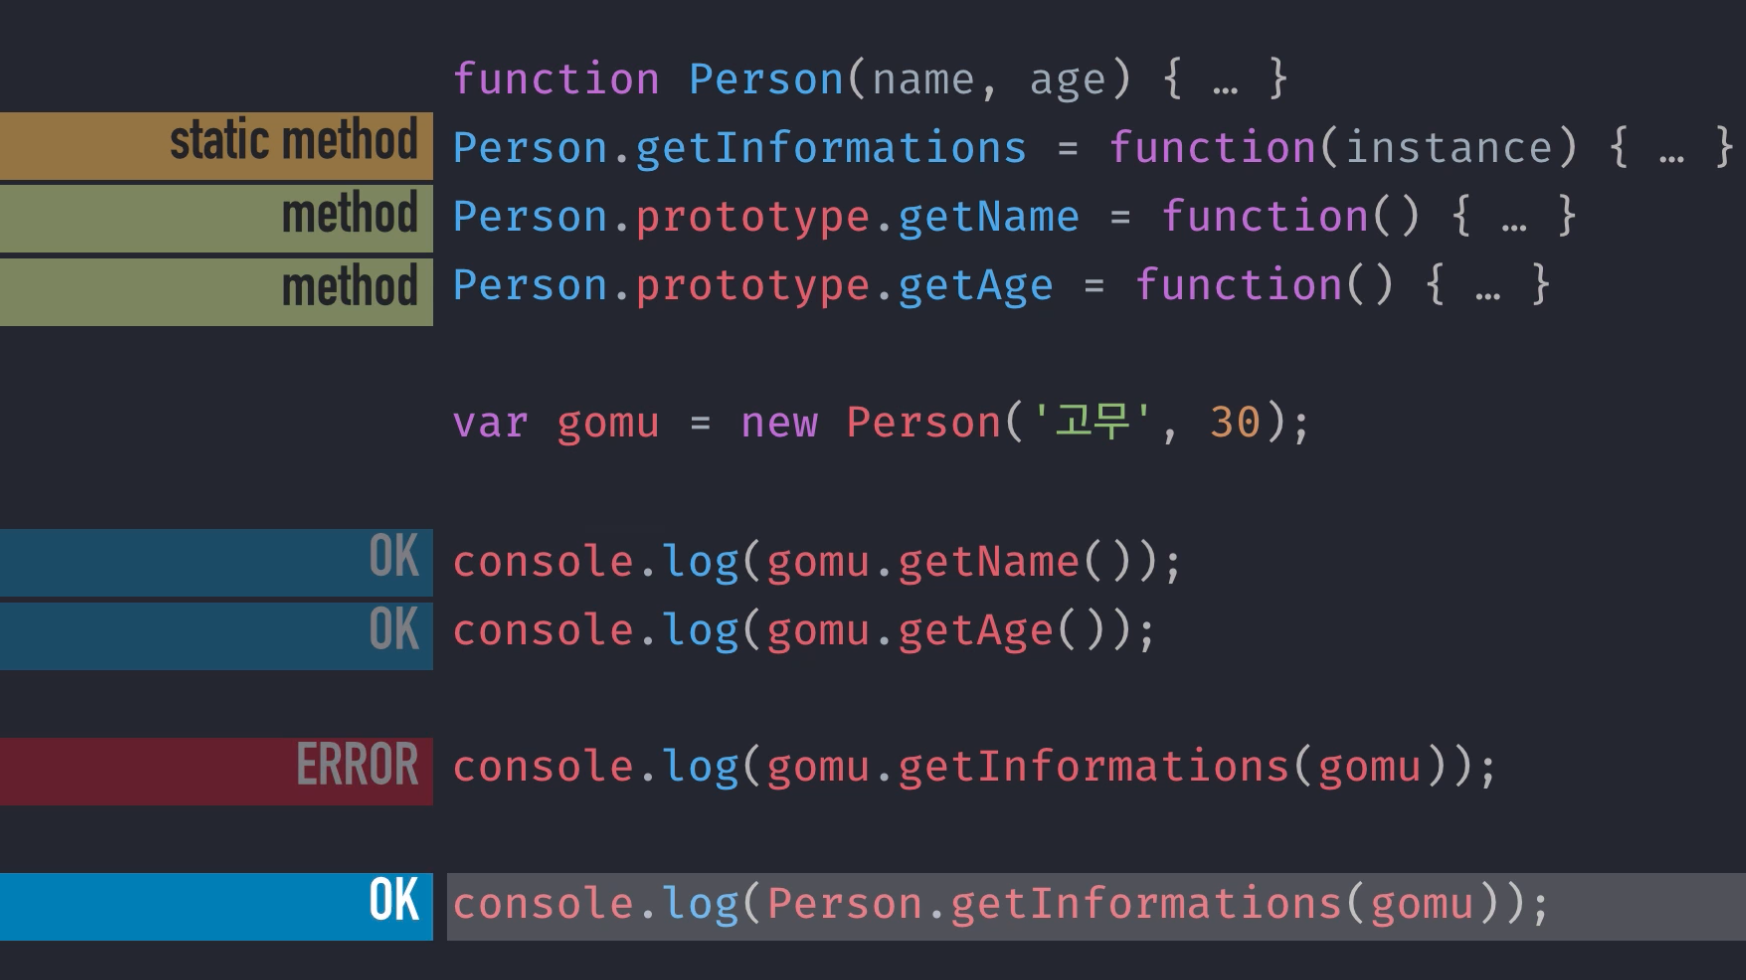 function Person(name, age) { … }
static method Person.getInformations = function(instance) { … }
method Person.prototype.getName = function() { … }
method Person.prototype.getAge = function() { … }
var gomu = new Person('고무', 30);
OK console.log(gomu.getName());
OK console.log(gomu.getAge());
ERROR console.log(gomu.getInformations(gomu));
OK console.log(Person.getInformations(gomu));